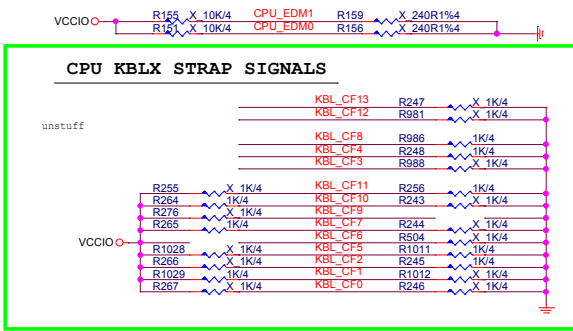 VCCIO R155 X_10K/4 CPU_EDM1 R159 X_240R1%4
R151 X_10K/4 CPU_EDM0 R156 X_240R1%4
CPU KBLX STRAP SIGNALS
KBL_CF13 R247 X_1K/4
KBL_CF12 R981 X_1K/4
unstuff
KBL_CF8 R986 1K/4
KBL_CF4 R248 1K/4
KBL_CF3 R988 X_1K/4
R255 X_1K/4 KBL_CF11 R256 1K/4
R264 1K/4 KBL_CF10 R243 X_1K/4
R276 X_1K/4 KBL_CF9
R265 1K/4 KBL_CF7 R244 X_1K/4
VCCIO KBL_CF6 R504 X_1K/4
R1028 X_1K/4 KBL_CF5 R1011 1K/4
R266 X_1K/4 KBL_CF2 R245 1K/4
R1029 1K/4 KBL_CF1 R1012 X_1K/4
R267 X_1K/4 KBL_CF0 R246 X_1K/4